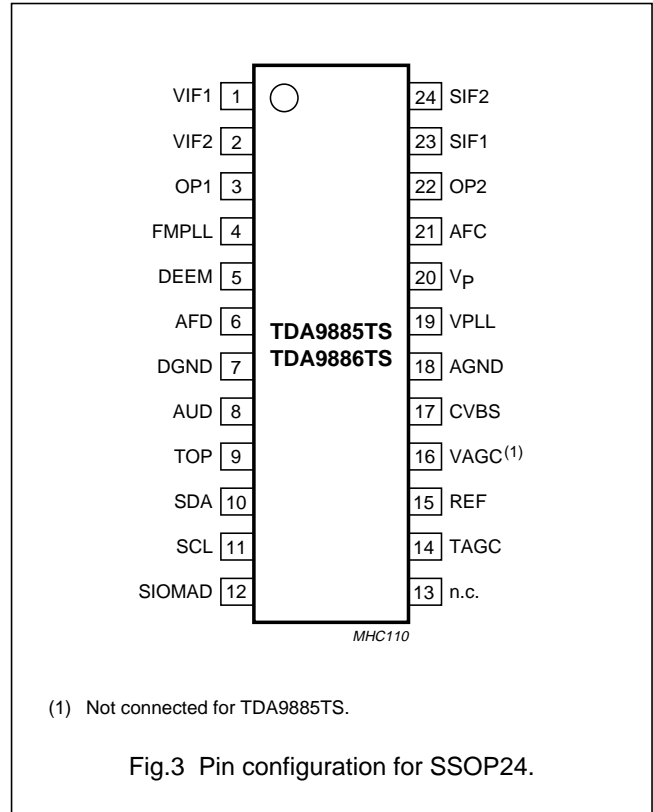 VIF1 1 24 SIF2
VIF2 2 23 SIF1
OP1 3 22 OP2
FMPLL 4 21 AFC
DEEM 5 20 VP
AFD 6 19 VPLL
TDA9885TS
TDA9886TS
DGND 7 18 AGND
AUD 8 17 CVBS
TOP 9 16 VAGC(1)
SDA 10 15 REF
SCL 11 14 TAGC
SIOMAD 12 13 n.c.
MHC110
(1) Not connected for TDA9885TS.
Fig.3 Pin configuration for SSOP24.